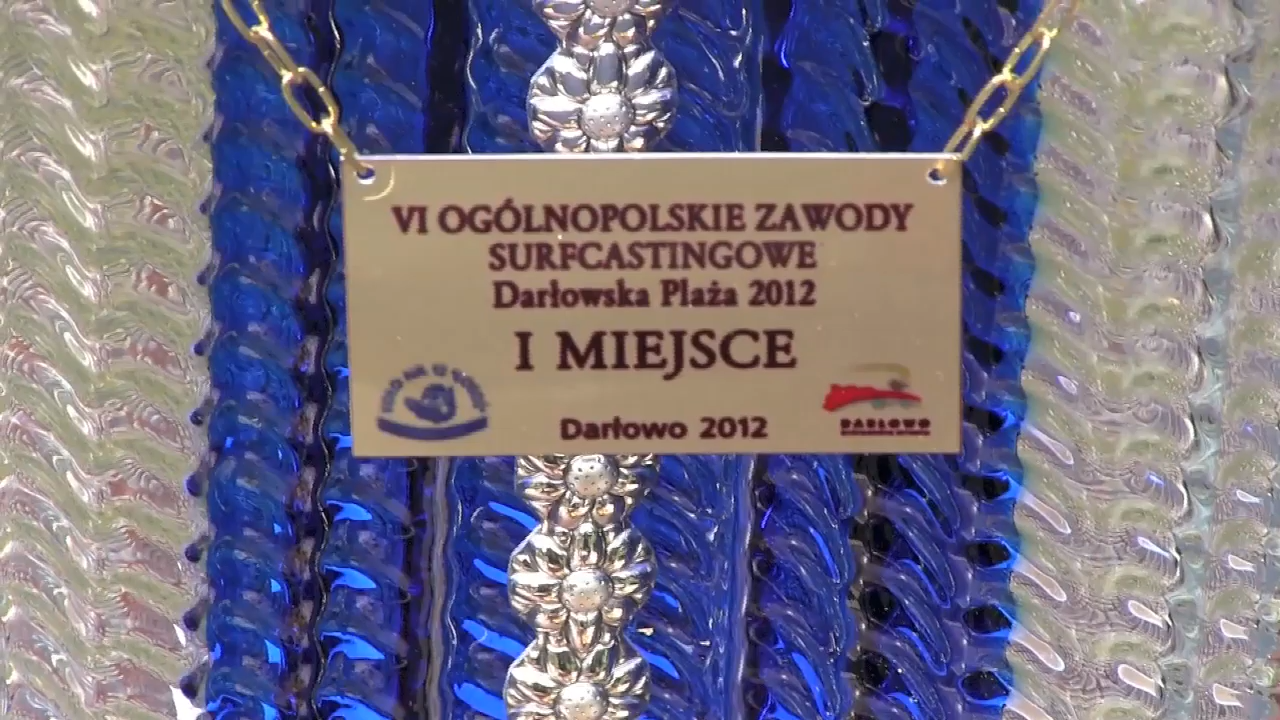 VI OGÓLNOPOLSKIE ZAWODY
SURFCASTINGOWE
Darłowska Plaża 2012
I MIEJSCE
Darłowo 2012
DARŁOWO